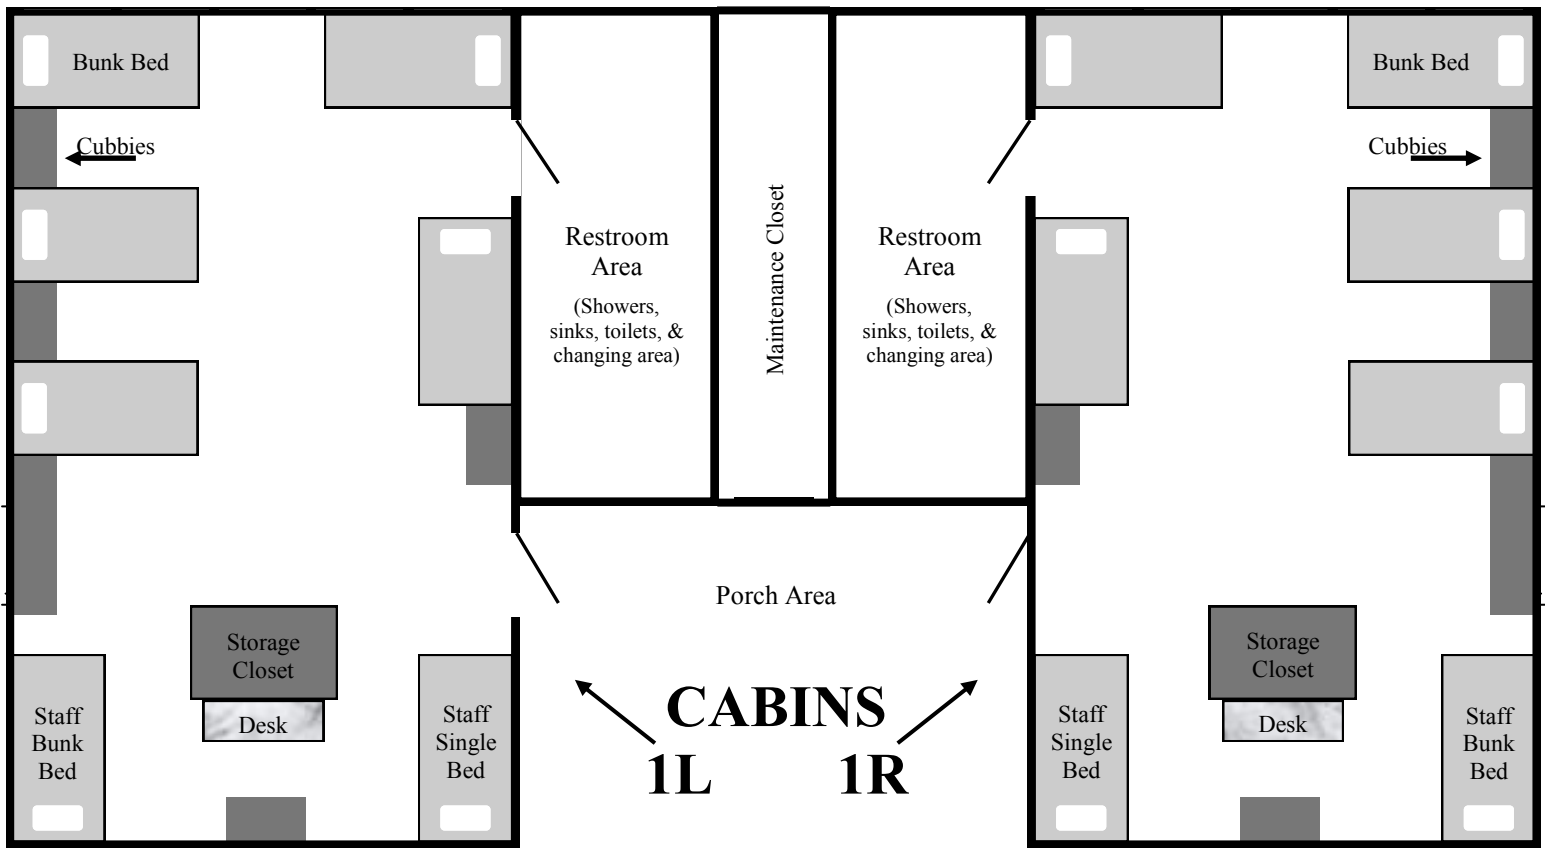 Bunk Bed
Bunk Bed
Cubbies
Cubbies
Restroom
Area
(Showers,
sinks, toilets, &
changing area)
Maintenance Closet
Restroom
Area
(Showers,
sinks, toilets, &
changing area)
Porch Area
Storage
Closet
Desk
Staff
Bunk
Bed
Staff
Single
Bed
CABINS
1L 1R
Staff
Single
Bed
Storage
Closet
Desk
Staff
Bunk
Bed